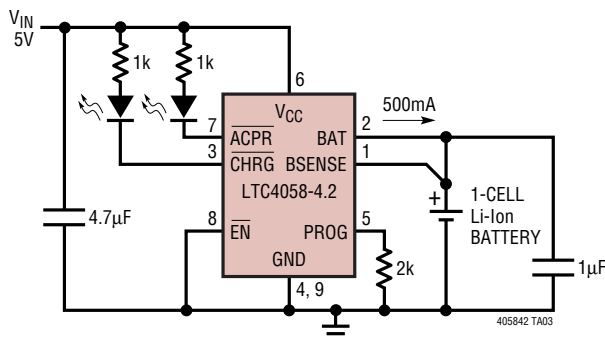 VIN
5V
1k
1k
6
VCC
500mA
7
ACPR
BAT
2
3
CHRG
BSENSE
1
LTC4058-4.2
4.7µF
8
EN
PROG
5
+
1-CELL
Li-Ion
BATTERY
GND
2k
1µF
4, 9
405842 TA03